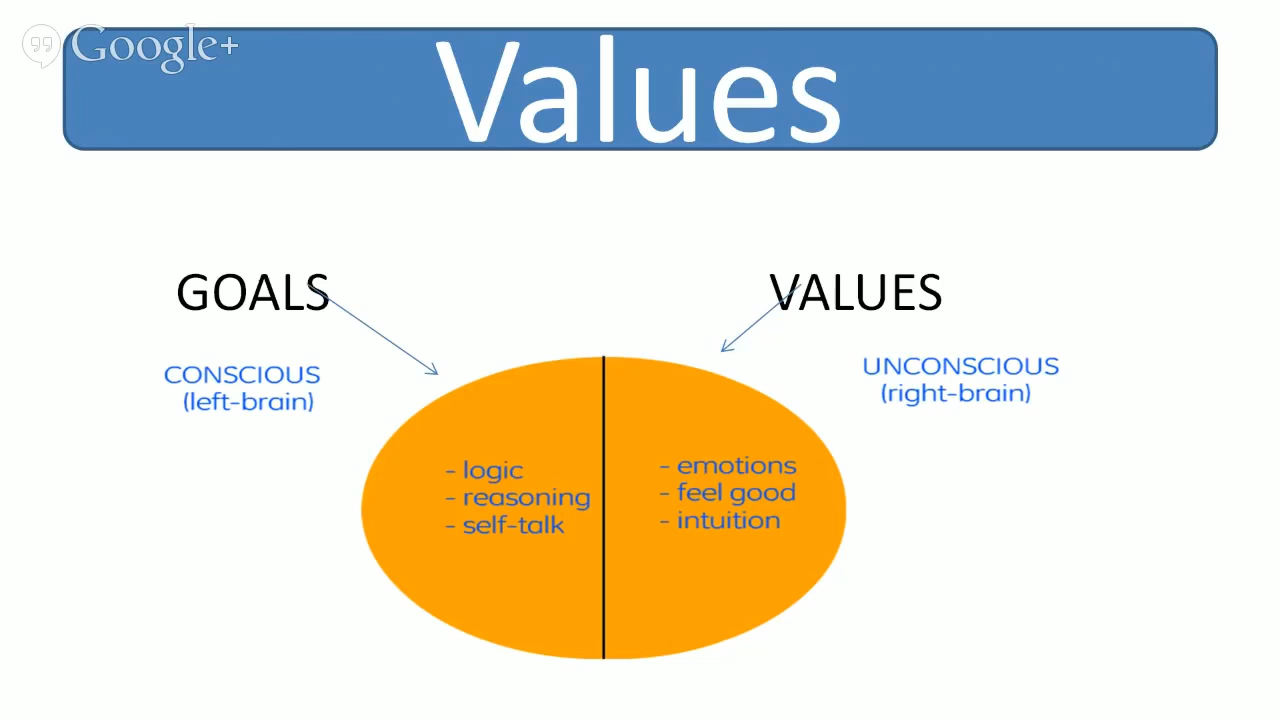 Google+
Values
GOALS
VALUES
CONSCIOUS
(left-brain)
UNCONSCIOUS
(right-brain)
- logic
- reasoning
- self-talk
- emotions
- feel good
- intuition